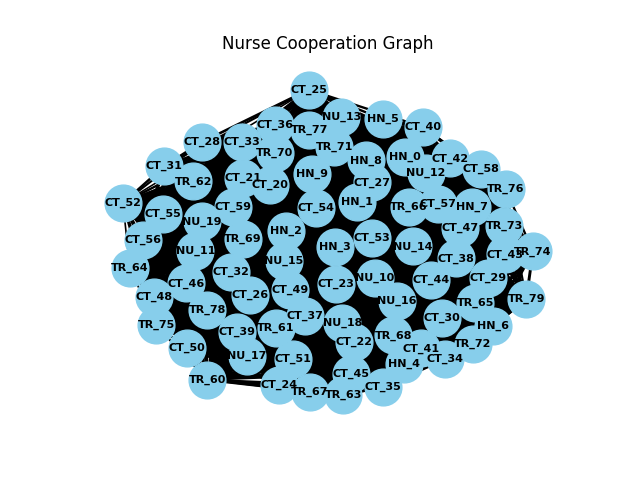 Nurse Cooperation Graph
CT_25
NU_13
HN_5
CT_36
CT_40
TR_77
CT_28
CT_33
TR_71
TR_70
HN_0
CT_42
HN_8
CT_31
CT_58
NU_12
HN_9
CT_21
TR_62
CT_27
CT_20
TR_76
HN_1
CT_52
CT_57
CT_59
TR_66
HN_7
CT_54
CT_55
NU_19
TR_73
CT_47
HN_2
CT_56
TR_69
CT_53
HN_3
NU_14
NU_11
TR_74
CT_43
CT_38
NU_15
TR_64
CT_32
NU_10
CT_29
CT_44
CT_46
CT_23
CT_49
CT_26
CT_48
TR_79
NU_16
TR_65
TR_78
CT_37
CT_30
NU_18
TR_75
HN_6
TR_61
CT_39
TR_68
CT_22
TR_72
CT_50
CT_41
NU_17
CT_51
CT_34
HN_4
CT_45
TR_60
CT_24
CT_35
TR_67
TR_63